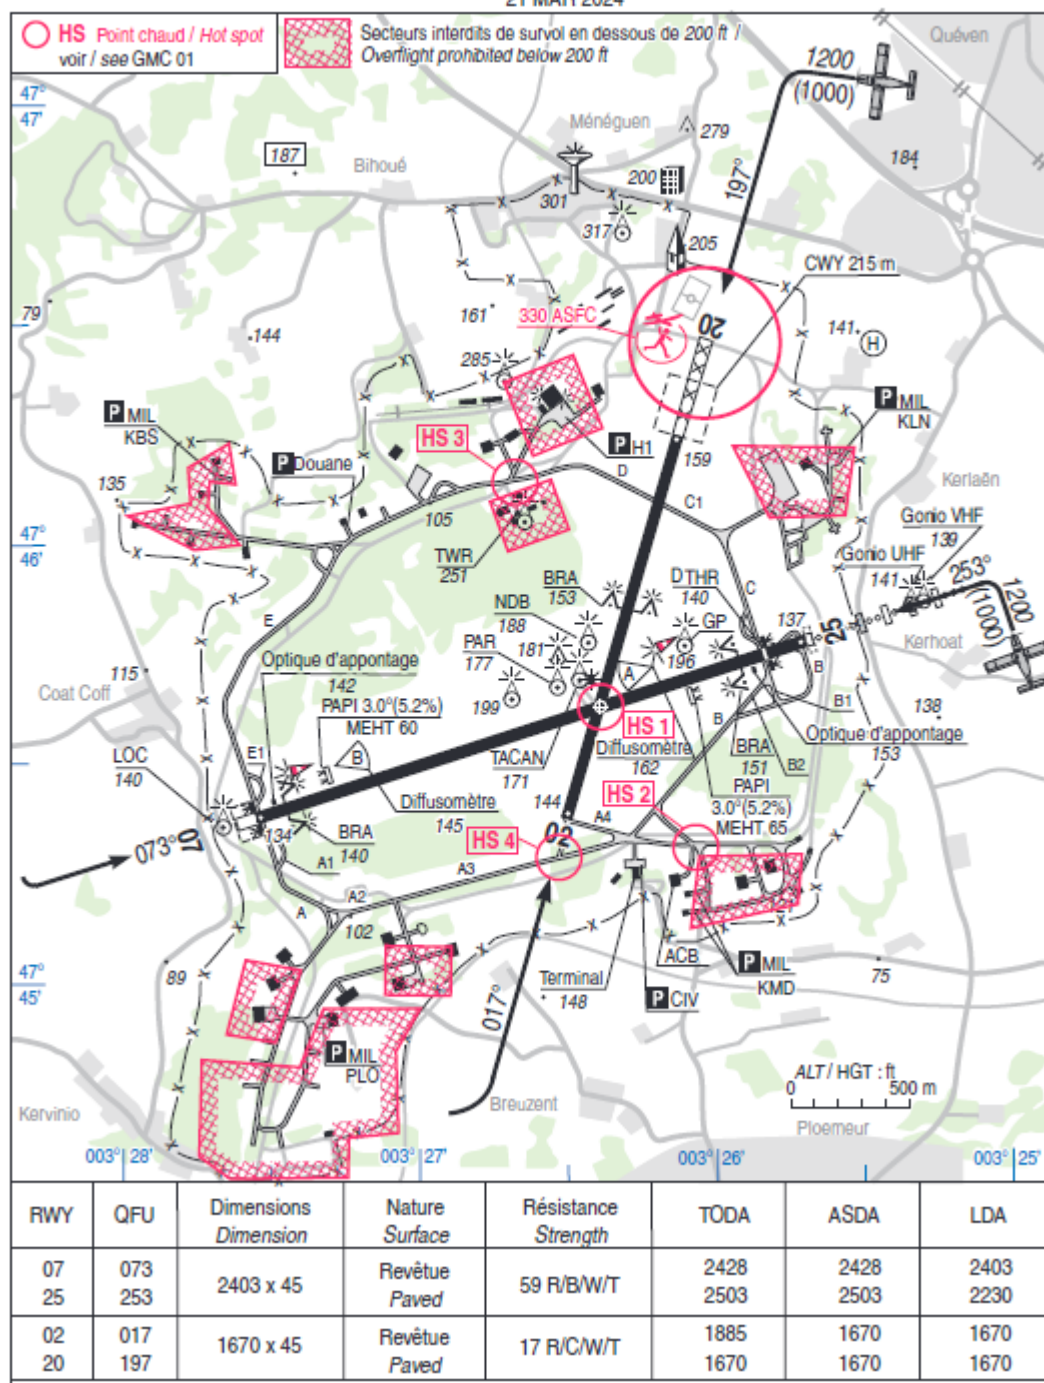 21 MAR 2024
HS Point chaud / Hot spot
voir / see GMC 01
Secteurs interdits de survol en dessous de 200 ft /
Overflight prohibited below 200 ft
Quéven
1200
(1000)
47°
47'
Ménéguen
279
187
Bihoué
184
200
301
197°
317
205
CWY 215 m
79
161
330 ASFC
20
144
141
H
285
P MIL
KBS
P MIL
KLN
HS 3
P H1
P Douane
159
135
D
Kerlaën
105
C1
Gonio VHF
139
47°
46'
TWR
251
Gonio UHF
141
253°
BRA
153
D THR
140
1200
(1000)
NDB
188
C
137
25
GP
E
PAR
177
181
196
Kerhoat
Optique d'appontage
142
A
B
115
Coat Coff
PAPI 3.0°(5.2%)
MEHT 60
199
B1
138
HS 1
B
LOC
140
E1
B
TACAN
171
Diffusomètre
162
BRA
151
B2
Optique d'appontage
153
HS 2
PAPI
3.0°(5.2%)
MEHT 65
Diffusomètre
145
144
A4
02
073°
07
134
BRA
140
HS 4
A1
A3
A2
A
102
ACB
P MIL
KMD
47°
45'
89
Terminal
148
P CIV
75
017°
P MIL
PLO
ALT / HGT : ft
0 500 m
Kervinio
Breuzent
Ploemeur
003° 28' 003° 27' 003° 26' 003° 25'
RWY QFU Dimensions Nature Résistance TODA ASDA LDA
Dimension Surface Strength
07 073 2403 x 45 Revêtue 59 R/B/W/T 2428 2428 2403
25 253 Paved 2503 2503 2230
02 017 1670 x 45 Revêtue 17 R/C/W/T 1885 1670 1670
20 197 Paved 1670 1670 1670